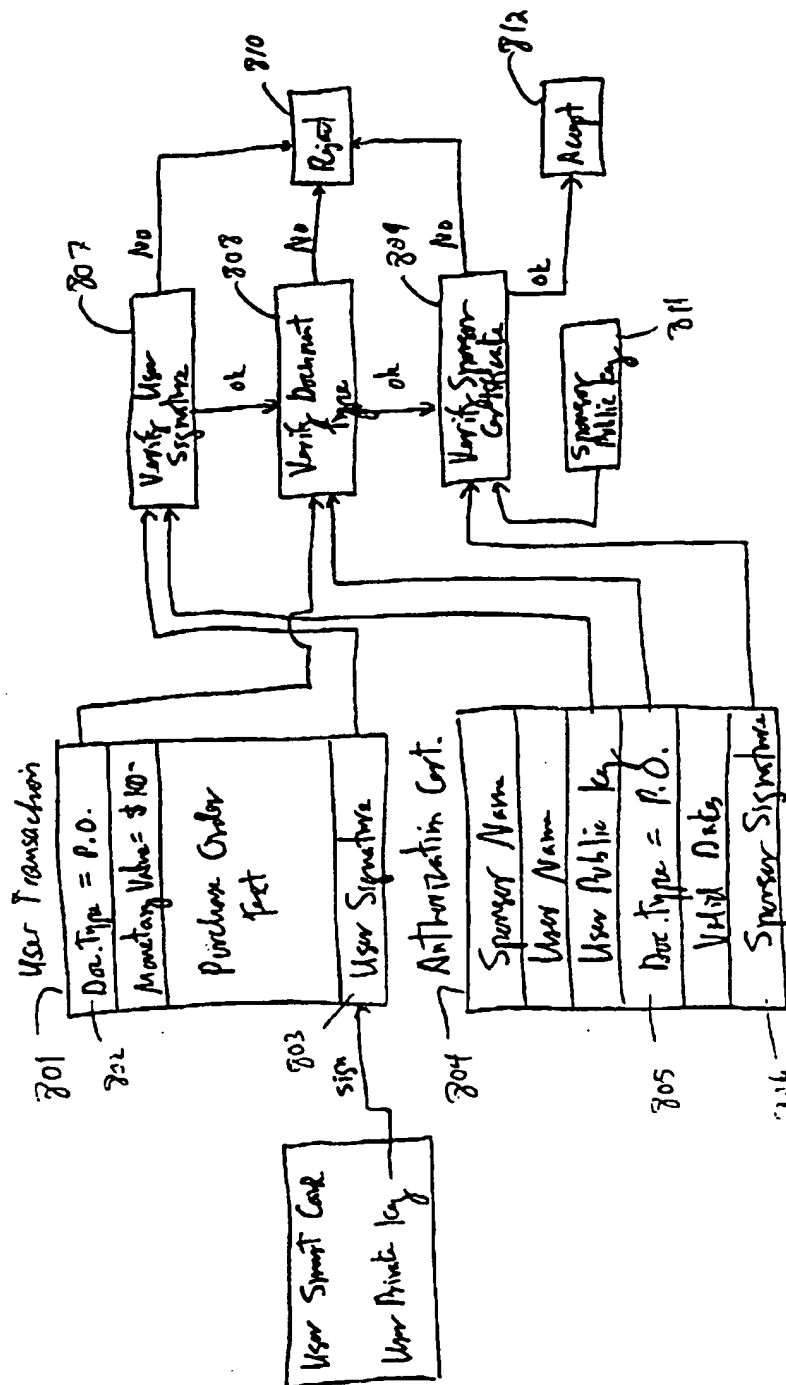 User Smart Card
User Private Key
sign
801
User Transaction
802
Doc. Type = P.O.
Monetary Value = $100-
Purchase Order
Text
803
User Signature
804
Authorization Cert.
Sponsor Name
User Name
User Public Key
805
Doc. Type = P.O.
Valid Dates
Sponsor Signature
807
Verify User
Signature
No
OK
808
Verify Document
Type
No
OK
809
Verify Sponsor
Certificate
No
OK
810
Reject
811
Sponsor
Public Key
812
Accept